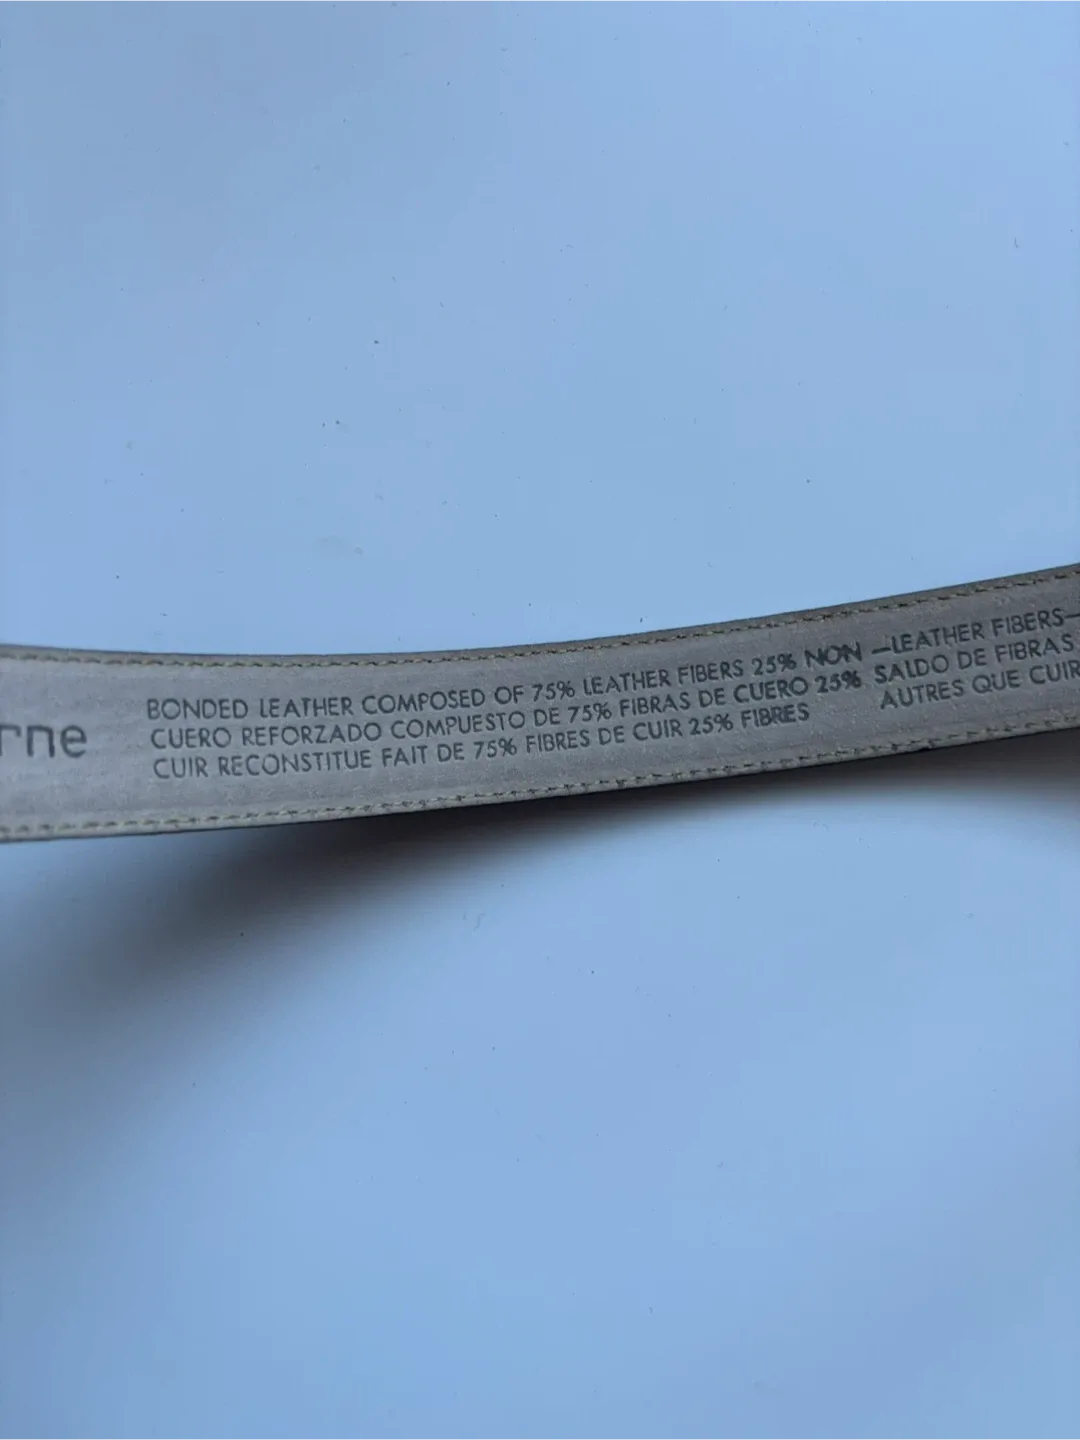 rne
BONDED LEATHER COMPOSED OF 75% LEATHER FIBERS 25% NON –LEATHER FIBERS–
CUERO REFORZADO COMPUESTO DE 75% FIBRAS DE CUERO 25% SALDO DE FIBRAS
CUIR RECONSTITUE FAIT DE 75% FIBRES DE CUIR 25% FIBRES AUTRES QUE CUIR